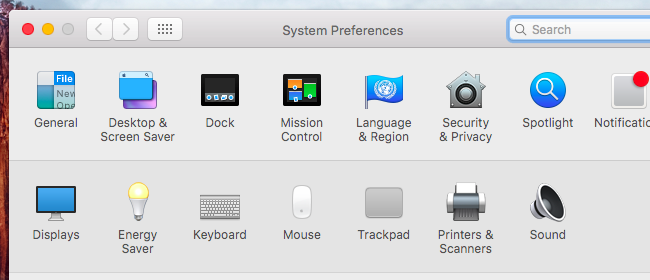 System Preferences
Search
File
New
General
Desktop &
Screen Saver
Dock
Mission
Control
Language
& Region
Security
& Privacy
Spotlight
Notificatio
Displays
Energy
Saver
Keyboard
Mouse
Trackpad
Printers &
Scanners
Sound